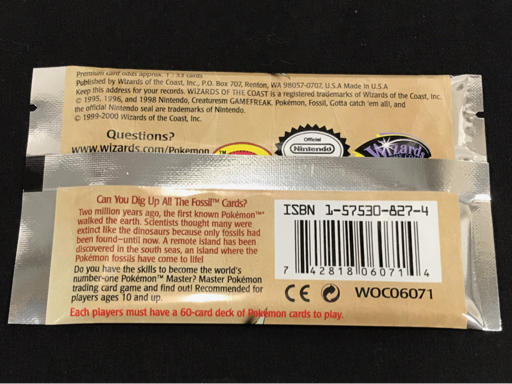 Premium card odds approx. 1 : 33 cards
Published by Wizards of the Coast, Inc., P.O. Box 707, Renton, WA 98057-0707, U.S.A Made in U.S.A
Keep this address for your records. WIZARDS OF THE COAST is a registered trademarks of Wizards of the Coast, Inc.
© 1995, 1996, and 1998 Nintendo, Creaturesm GAMEFREAK. Pokémon, Fossil, Gotta catch 'em all!, and
the official Nintendo seal are trademarks of Nintendo.
© 1999-2000 Wizards of the Coast, Inc.
Questions?
www.wizards.com/Pokemon
TM
Official
Nintendo
Wizards
Can You Dig Up All The Fossil™ Cards?
Two million years ago, the first known Pokémon™
walked the earth. Scientists thought many were
extinct like the dinosaurs because only fossils had
been found—until now. A remote island has been
discovered in the south seas, an island where the
Pokémon fossils have come to life!
Do you have the skills to become the world's
number-one Pokémon™ Master? Master Pokémon
trading card game and find out! Recommended for
players ages 10 and up.
Each players must have a 60-card deck of Pokémon cards to play.
ISBN 1-57530-827-4
7 42818 06071 4
CE WOC06071